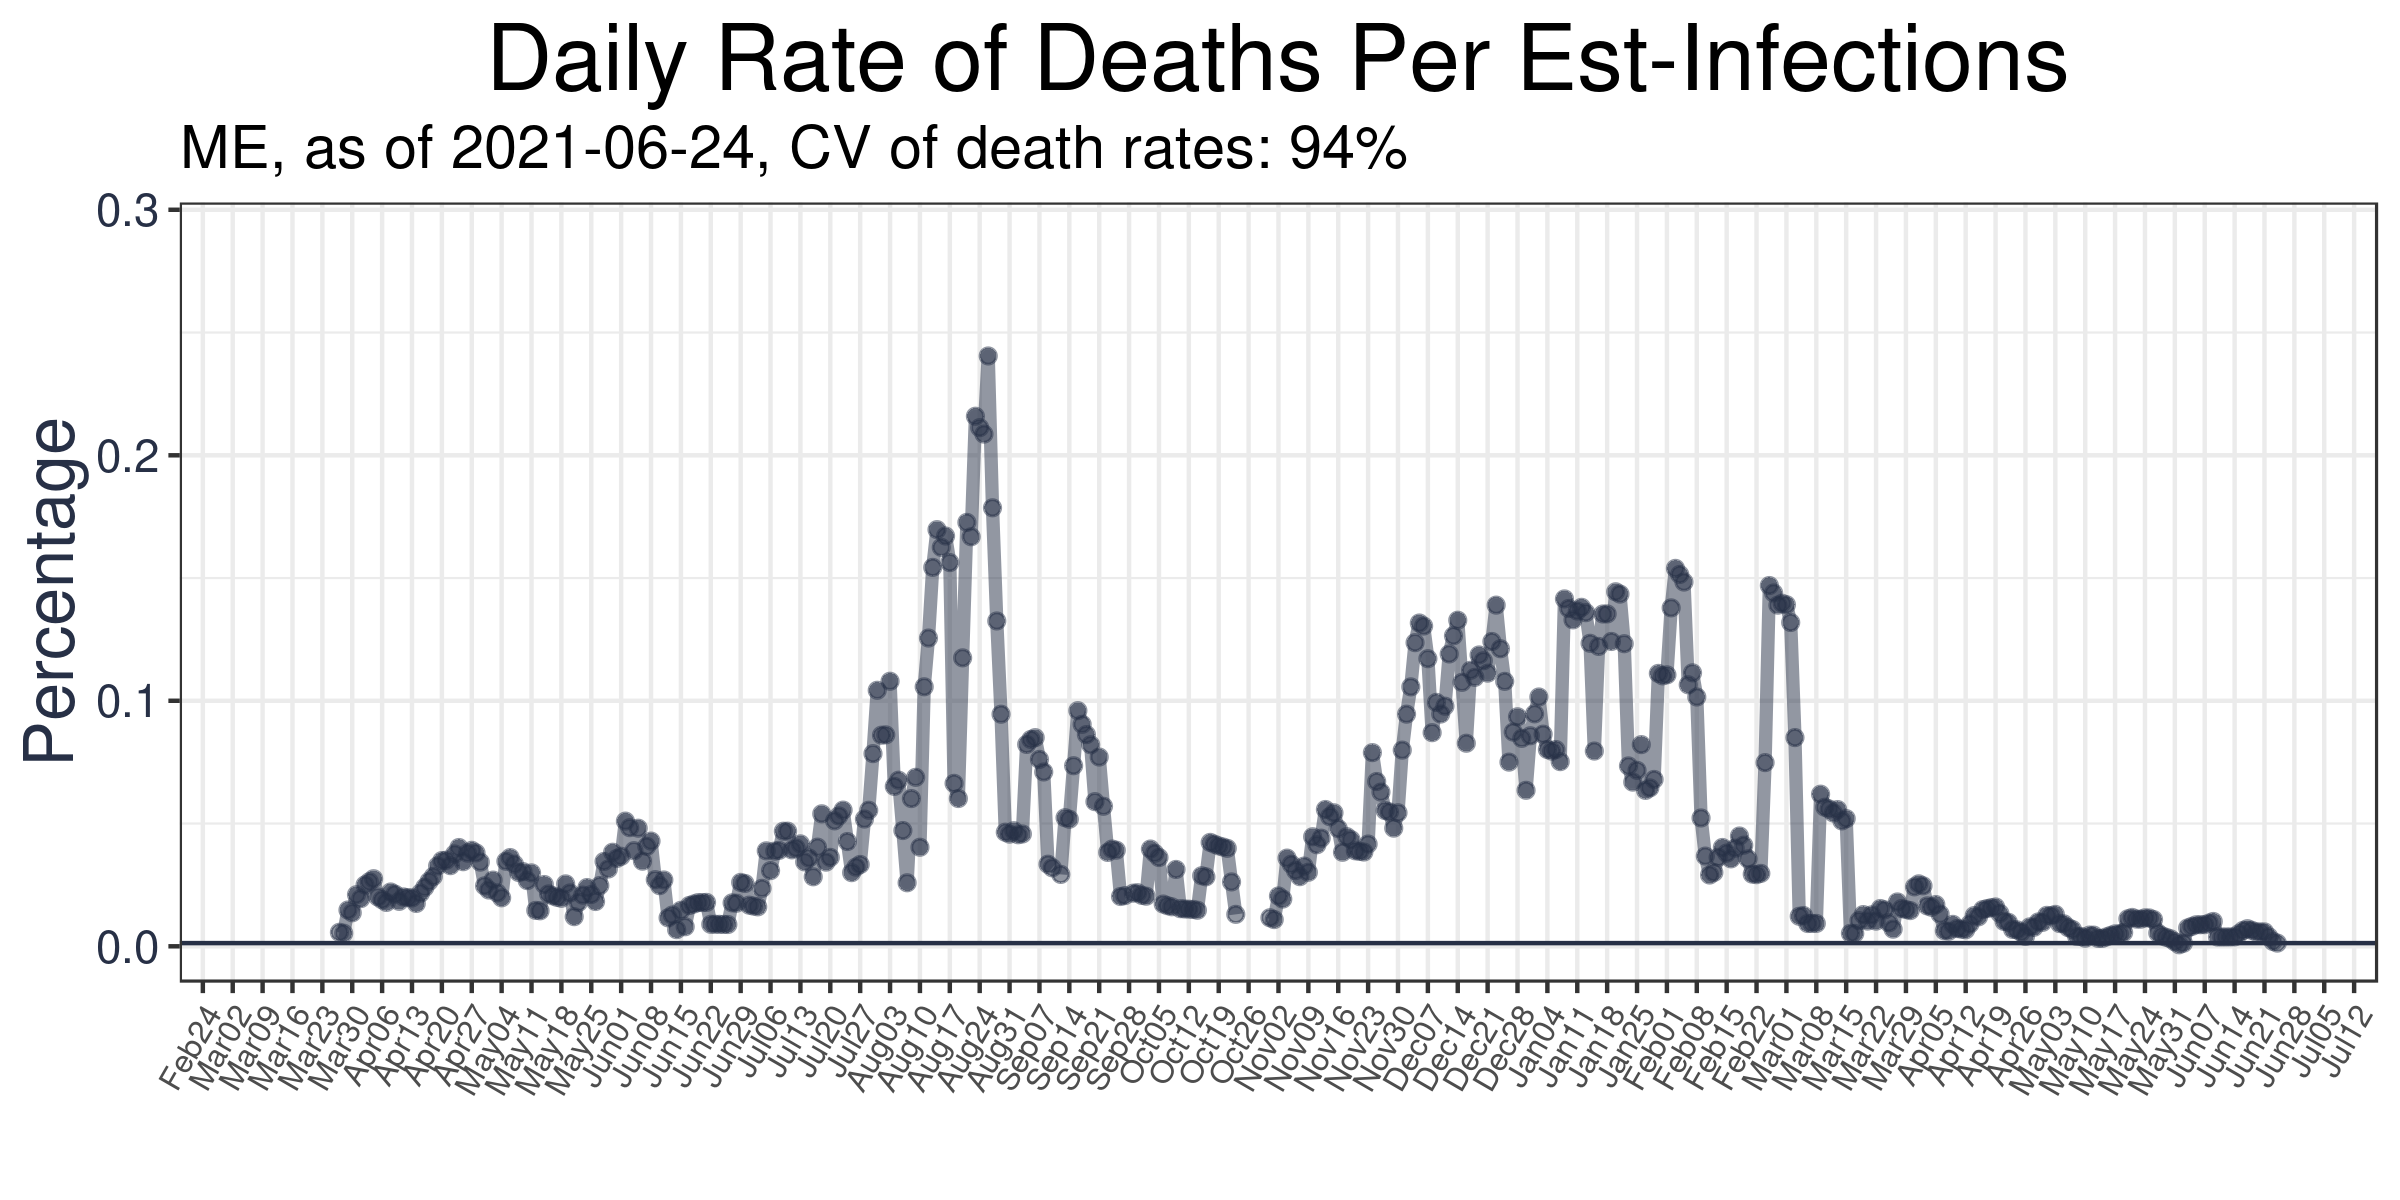 Daily Rate of Deaths Per Est-Infections
ME, as of 2021-06-24, CV of death rates: 94%
Percentage
0.3
0.2
0.1
0.0
Feb24
Mar02
Mar09
Mar16
Mar23
Mar30
Apr06
Apr13
Apr20
Apr27
May04
May11
May18
May25
Jun01
Jun08
Jun15
Jun22
Jun29
Jul06
Jul13
Jul20
Jul27
Aug03
Aug10
Aug17
Aug24
Aug31
Sep07
Sep14
Sep21
Sep28
Oct05
Oct12
Oct19
Oct26
Nov02
Nov09
Nov16
Nov23
Nov30
Dec07
Dec14
Dec21
Dec28
Jan04
Jan11
Jan18
Jan25
Feb01
Feb08
Feb15
Feb22
Mar01
Mar08
Mar15
Mar22
Mar29
Apr05
Apr12
Apr19
Apr26
May03
May10
May17
May24
May31
Jun07
Jun14
Jun21
Jun28
Jul05
Jul12